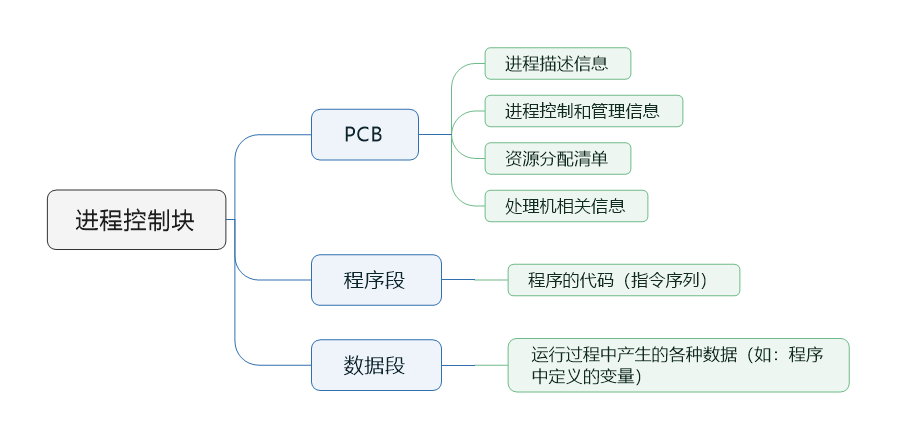 进程控制块
PCB
进程描述信息
进程控制和管理信息
资源分配清单
处理机相关信息
程序段
程序的代码（指令序列）
数据段
运行过程中产生的各种数据（如：程序
中定义的变量）